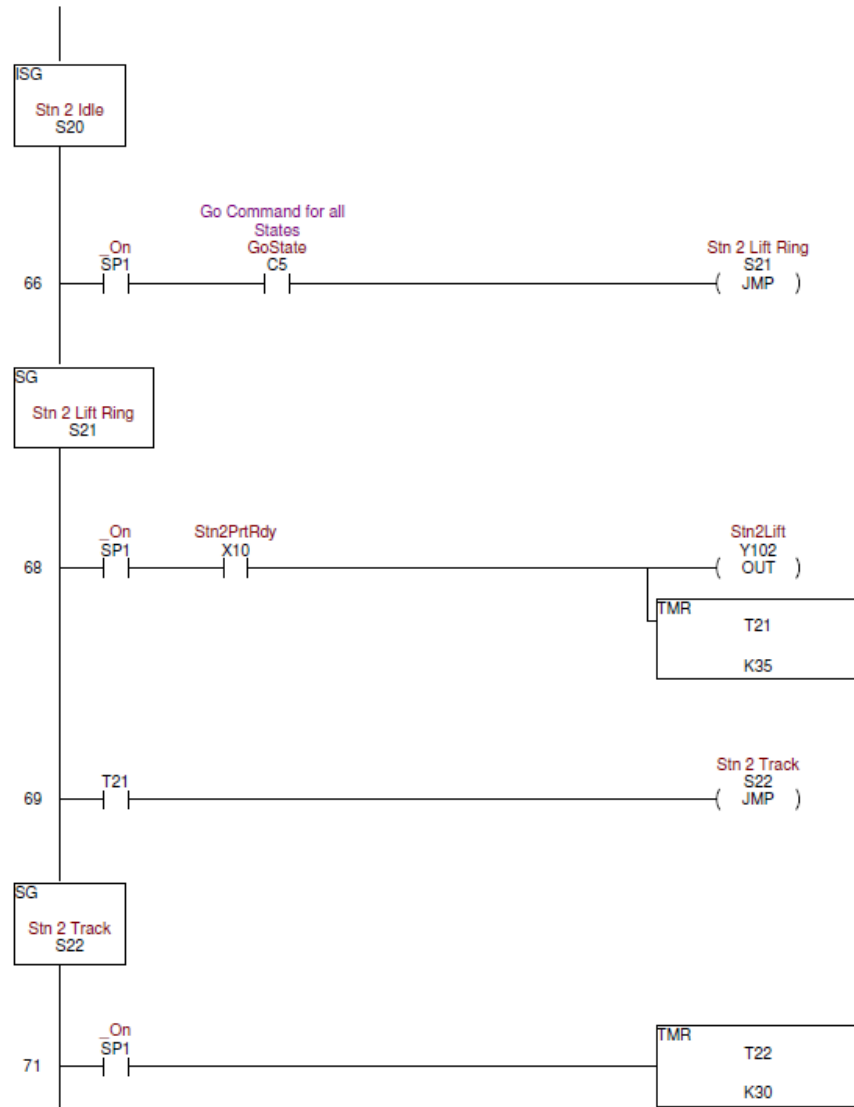 ISG
Stn 2 Idle
S20
Go Command for all
States
_On
GoState
Stn 2 Lift Ring
SP1
C5
S21
66
JMP
SG
Stn 2 Lift Ring
S21
_On
Stn2PrtRdy
Stn2Lift
SP1
X10
Y102
68
OUT
TMR
T21
K35
Stn 2 Track
T21
S22
69
JMP
SG
Stn 2 Track
S22
_On
SP1
71
TMR
T22
K30